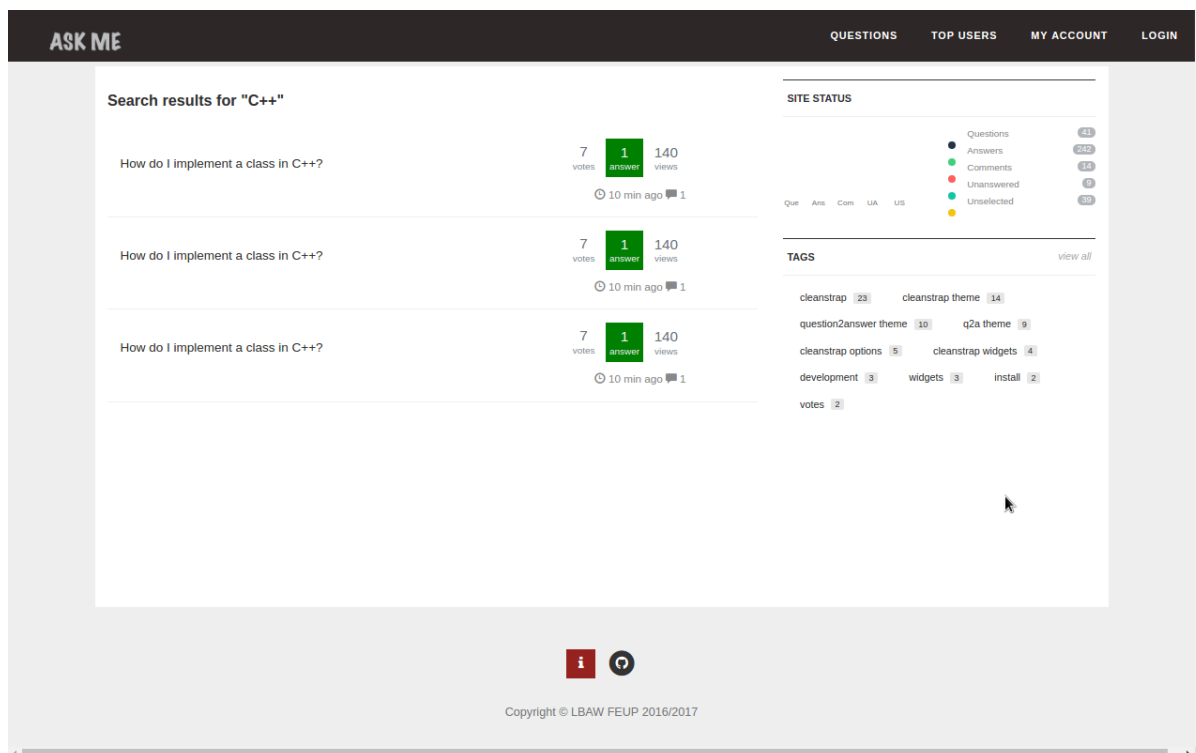 ASK ME
QUESTIONS TOP USERS MY ACCOUNT LOGIN
Search results for "C++"
How do I implement a class in C++?
7 1 140
votes answer views
10 min ago 1
How do I implement a class in C++?
7 1 140
votes answer views
10 min ago 1
How do I implement a class in C++?
7 1 140
votes answer views
10 min ago 1
SITE STATUS
Que Ans Com UA US
Questions 41
Answers 242
Comments 14
Unanswered 9
Unselected 39
TAGS view all
cleanstrap 23 cleanstrap theme 14
question2answer theme 10 q2a theme 9
cleanstrap options 5 cleanstrap widgets 4
development 3 widgets 3 install 2
votes 2
i
Copyright © LBAW FEUP 2016/2017